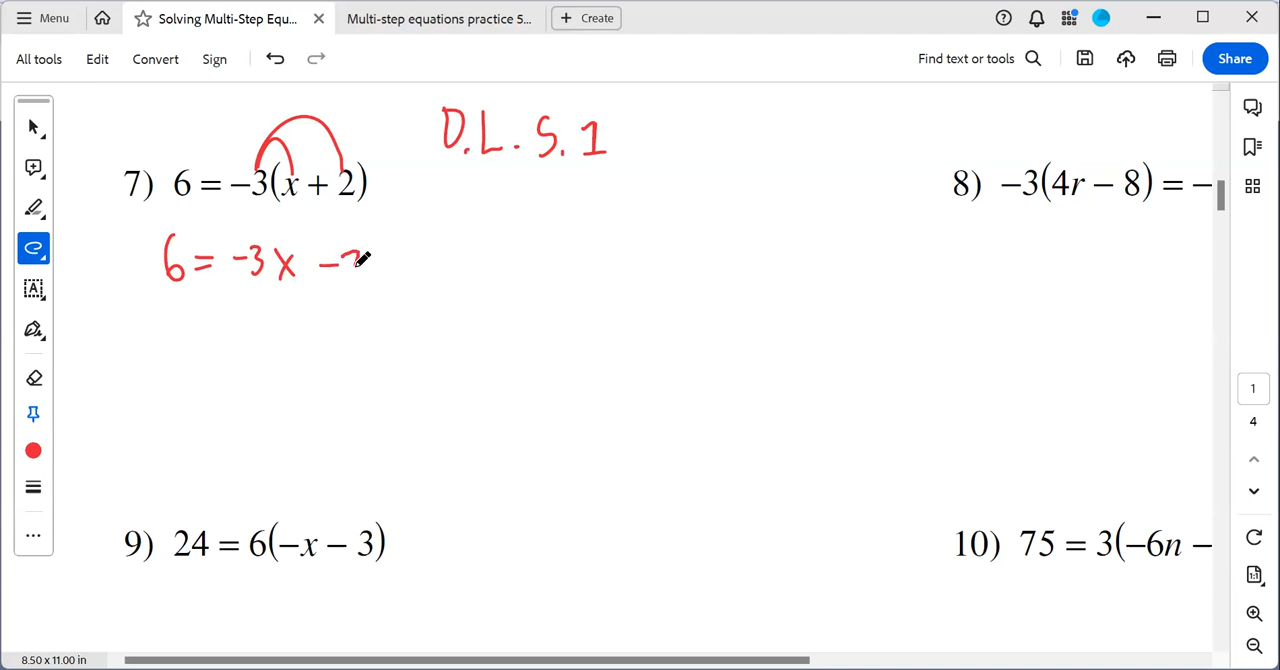 Menu
Solving Multi-Step Equ...
Multi-step equations practice 5...
Create
All tools
Edit
Convert
Sign
Find text or tools
Share
D.L.S.1
7) 6 = −3(x + 2)
6 = -3x -
8) −3(4r − 8) = −
9) 24 = 6(−x − 3)
10) 75 = 3(−6n −
1
4
8.50 x 11.00 in